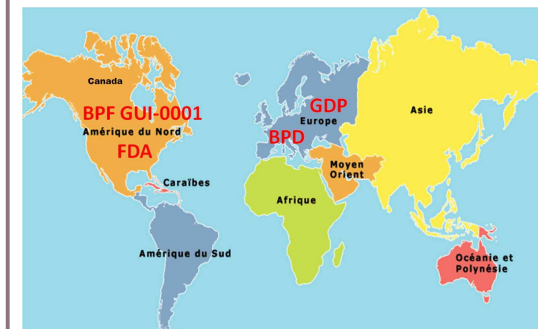 Canada
BPF GUI-0001
Amérique du Nord
FDA
Caraïbes
Amérique du Sud
GDP
Europe
BPD
Asie
Moyen
Orient
Afrique
Océanie et
Polynésie